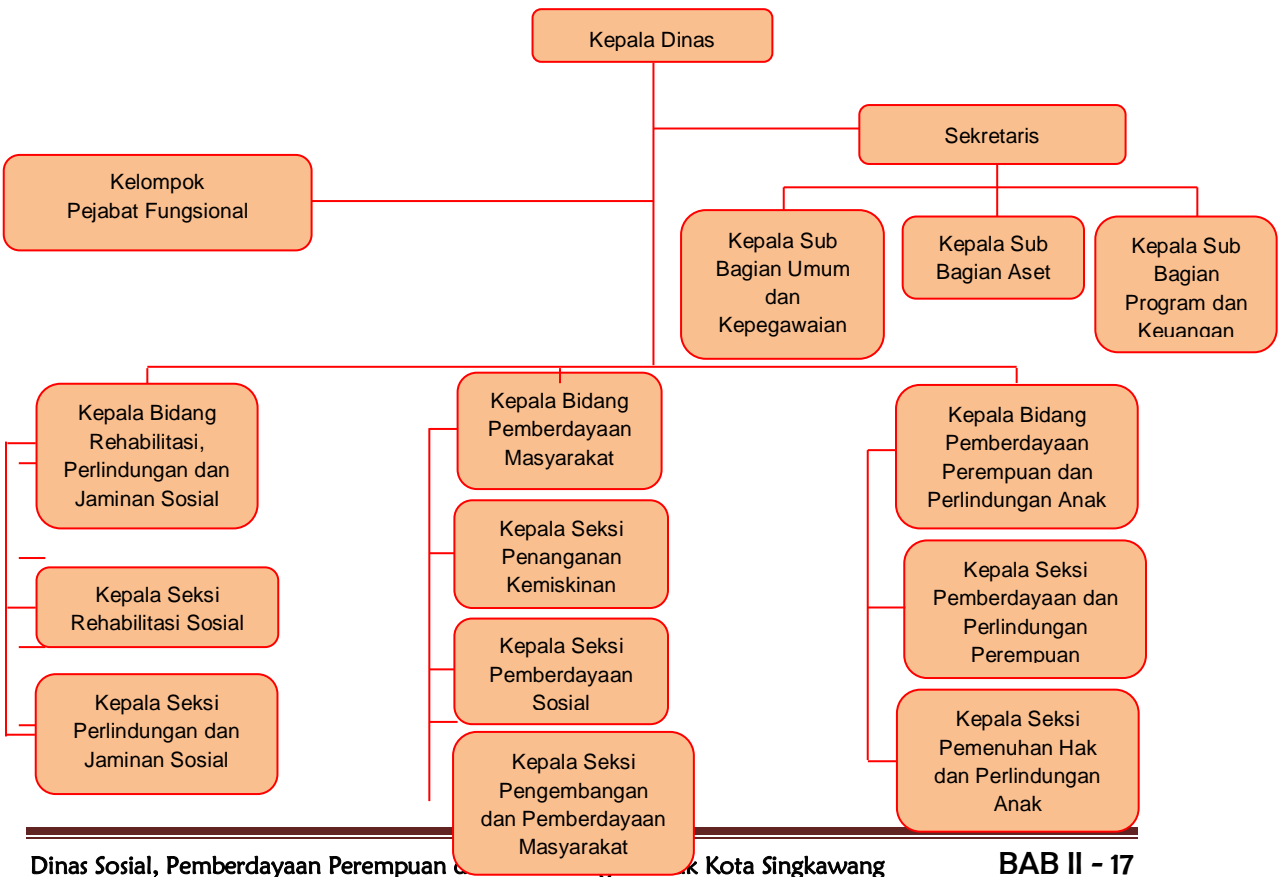 Kepala Dinas
Sekretaris
Kelompok
Pejabat Fungsional
Kepala Sub
Bagian Umum
dan
Kepegawaian
Kepala Sub
Bagian Aset
Kepala Sub
Bagian
Program dan
Keuangan
Kepala Bidang
Rehabilitasi,
Perlindungan dan
Jaminan Sosial
Kepala Seksi
Rehabilitasi Sosial
Kepala Seksi
Perlindungan dan
Jaminan Sosial
Kepala Bidang
Pemberdayaan
Masyarakat
Kepala Seksi
Penanganan
Kemiskinan
Kepala Seksi
Pemberdayaan
Sosial
Kepala Seksi
Pengembangan
dan Pemberdayaan
Masyarakat
Kepala Bidang
Pemberdayaan
Perempuan dan
Perlindungan Anak
Kepala Seksi
Pemberdayaan dan
Perlindungan
Perempuan
Kepala Seksi
Pemenuhan Hak
dan Perlindungan
Anak
Dinas Sosial, Pemberdayaan Perempuan Kota Singkawang BAB II - 17